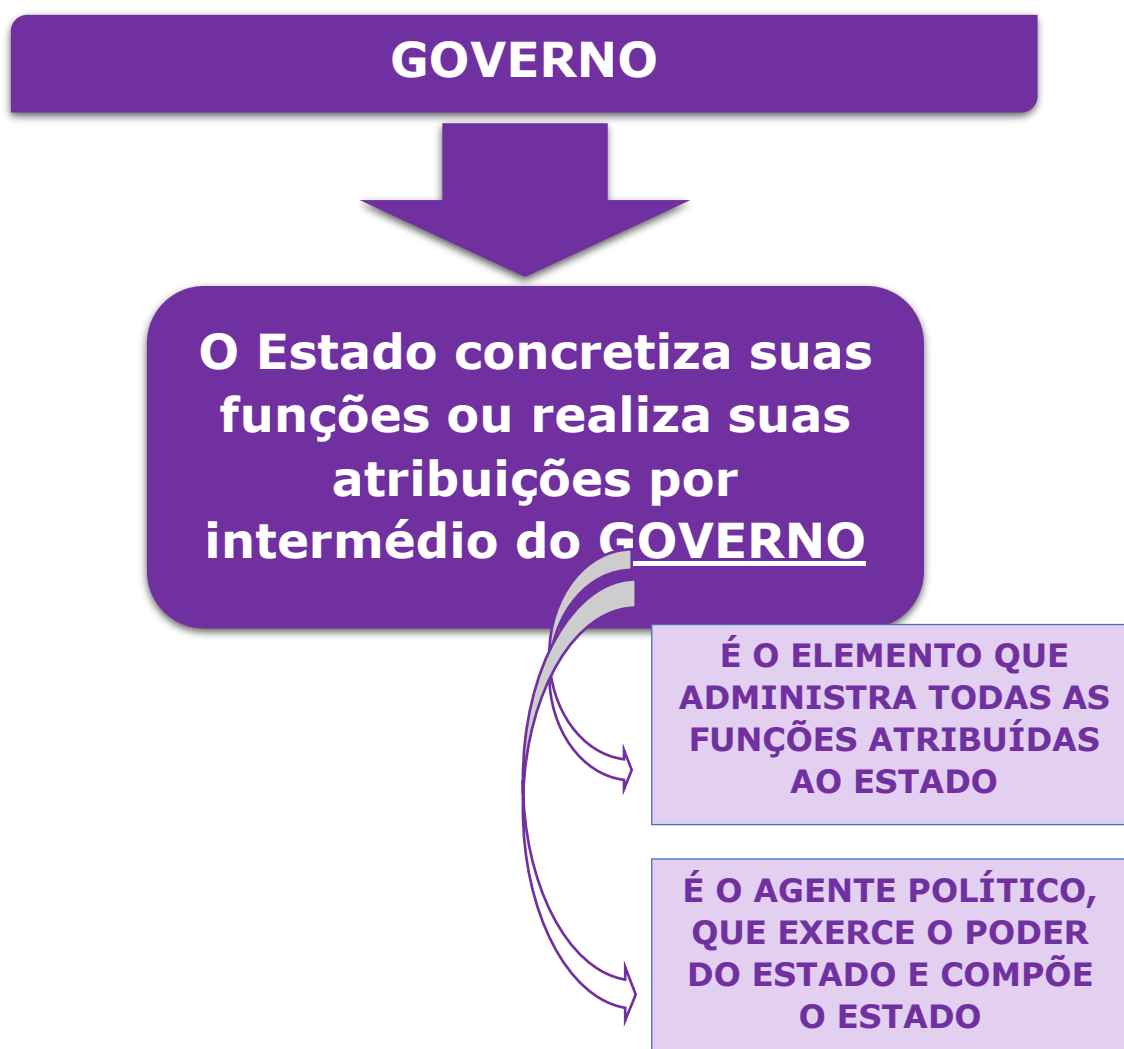 GOVERNO
O Estado concretiza suas
funções ou realiza suas
atribuições por
intermédio do GOVERNO
É O ELEMENTO QUE
ADMINISTRA TODAS AS
FUNÇÕES ATRIBUÍDAS
AO ESTADO
É O AGENTE POLÍTICO,
QUE EXERCE O PODER
DO ESTADO E COMPÕE
O ESTADO